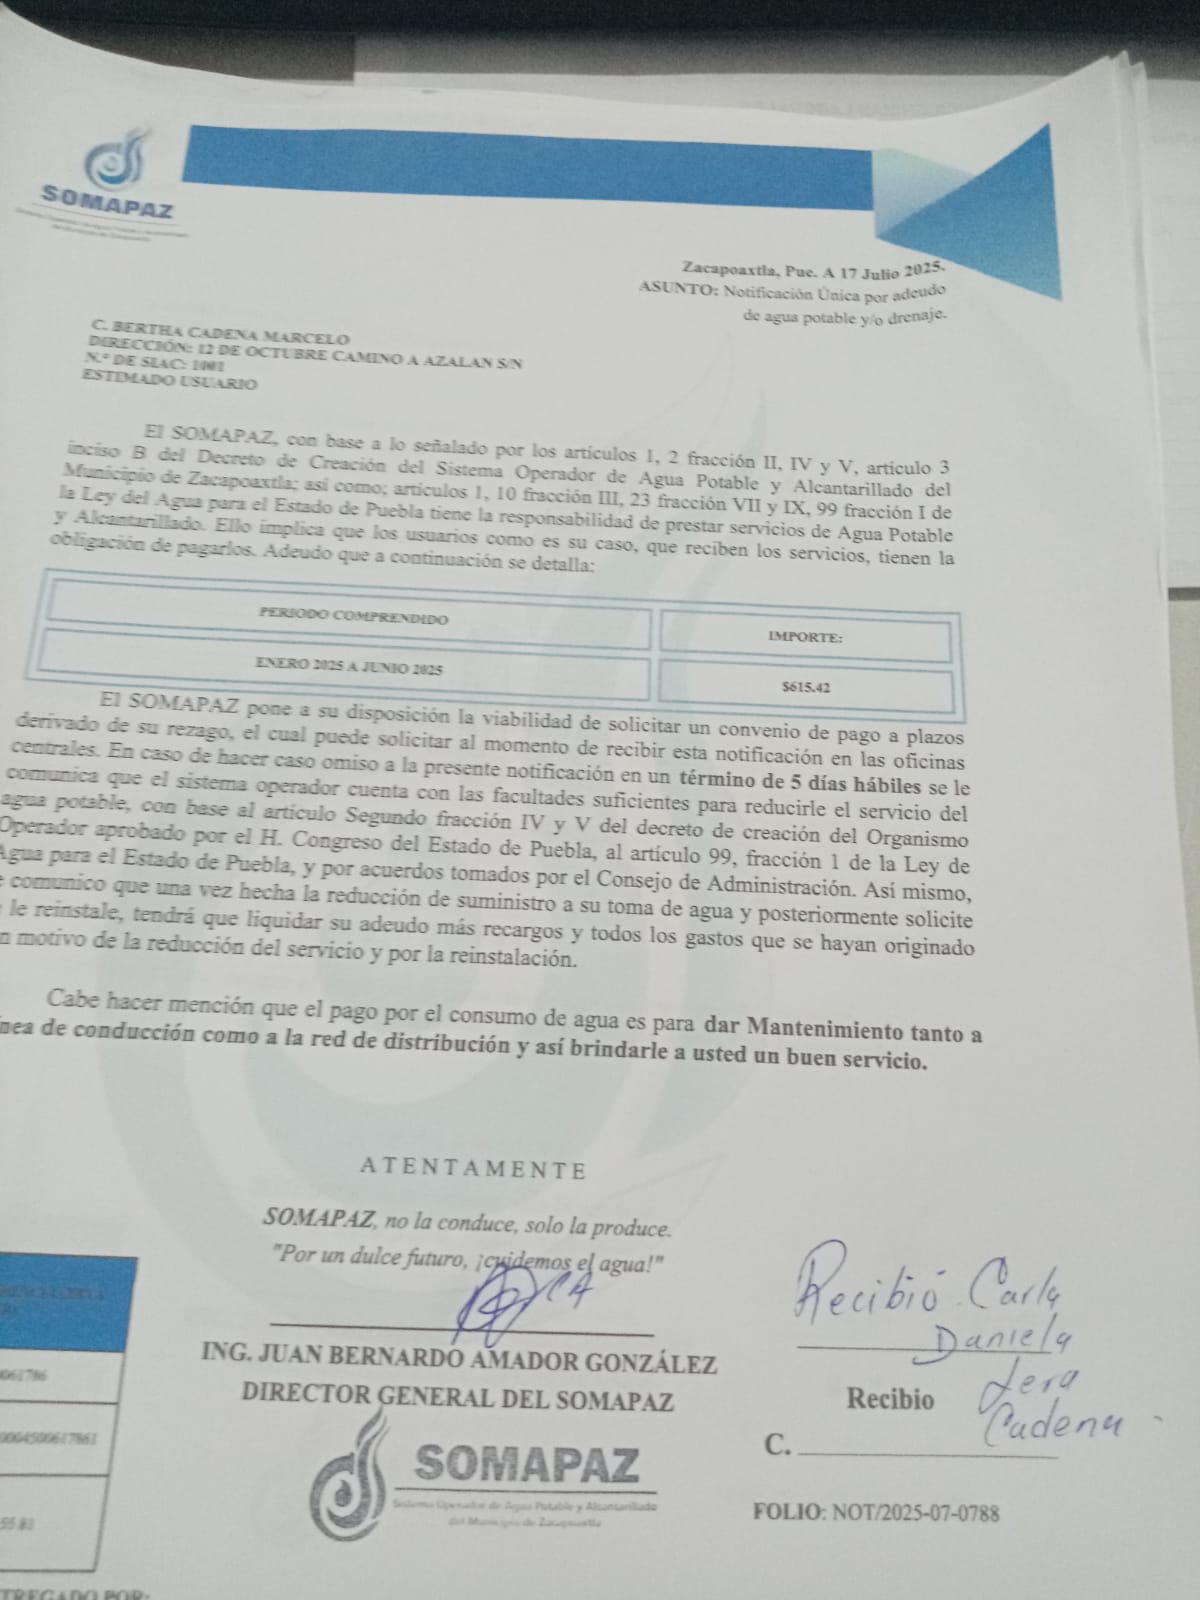 SOMAPAZ
Zacapoaxtla, Pue. A 17 Julio 2025.
ASUNTO: Notificación Única por adeudo
de agua potable y/o drenaje.
C. BERTHA CADENA MARCELO
DIRECCIÓN: 12 DE OCTUBRE CAMINO A AZALAN S/N
N.° DE SIAC: 1001
ESTIMADO USUARIO
El SOMAPAZ, con base a lo señalado por los artículos 1, 2 fracción II, IV y V, artículo 3
inciso B del Decreto de Creación del Sistema Operador de Agua Potable y Alcantarillado del
Municipio de Zacapoaxtla; así como; artículos 1, 10 fracción III, 23 fracción VII y IX, 99 fracción I de
la Ley del Agua para el Estado de Puebla tiene la responsabilidad de prestar servicios de Agua Potable
y Alcantarillado. Ello implica que los usuarios como es su caso, que reciben los servicios, tienen la
obligación de pagarlos. Adeudo que a continuación se detalla:
PERIODO COMPRENDIDO
IMPORTE:
ENERO 2025 A JUNIO 2025
$615.42
El SOMAPAZ pone a su disposición la viabilidad de solicitar un convenio de pago a plazos
derivado de su rezago, el cual puede solicitar al momento de recibir esta notificación en las oficinas
centrales. En caso de hacer caso omiso a la presente notificación en un término de 5 días hábiles se le
comunica que el sistema operador cuenta con las facultades suficientes para reducirle el servicio del
agua potable, con base al artículo Segundo fracción IV y V del decreto de creación del Organismo
Operador aprobado por el H. Congreso del Estado de Puebla, al artículo 99, fracción 1 de la Ley de
Agua para el Estado de Puebla, y por acuerdos tomados por el Consejo de Administración. Así mismo,
e comunico que una vez hecha la reducción de suministro a su toma de agua y posteriormente solicite
le reinstale, tendrá que liquidar su adeudo más recargos y todos los gastos que se hayan originado
n motivo de la reducción del servicio y por la reinstalación.
Cabe hacer mención que el pago por el consumo de agua es para dar Mantenimiento tanto a
ínea de conducción como a la red de distribución y así brindarle a usted un buen servicio.
ATENTAMENTE
SOMAPAZ, no la conduce, solo la produce.
"Por un dulce futuro, ¡cuidemos el agua!"
ING. JUAN BERNARDO AMADOR GONZÁLEZ
DIRECTOR GENERAL DEL SOMAPAZ
SOMAPAZ
Sistema Operador de Agua Potable y Alcantarillado
del Municipio de Zacapoaxtla
Recibió Carla
Daniela
Jera
Cadena
Recibio
C.
FOLIO: NOT/2025-07-0788
061786
0004500617861
55 81
TREGADO POR: